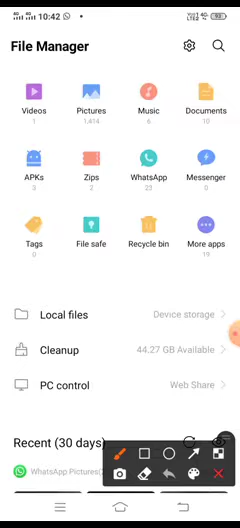 10:42
File Manager
Videos
1
Pictures
1,414
Music
6
Documents
10
APKs
3
Zips
2
WhatsApp
23
Messenger
0
Tags
0
File safe
Recycle bin
More apps
19
Local files
Device storage
Cleanup
44.27 GB Available
PC control
Web Share
Recent (30 days)
WhatsApp Pictures